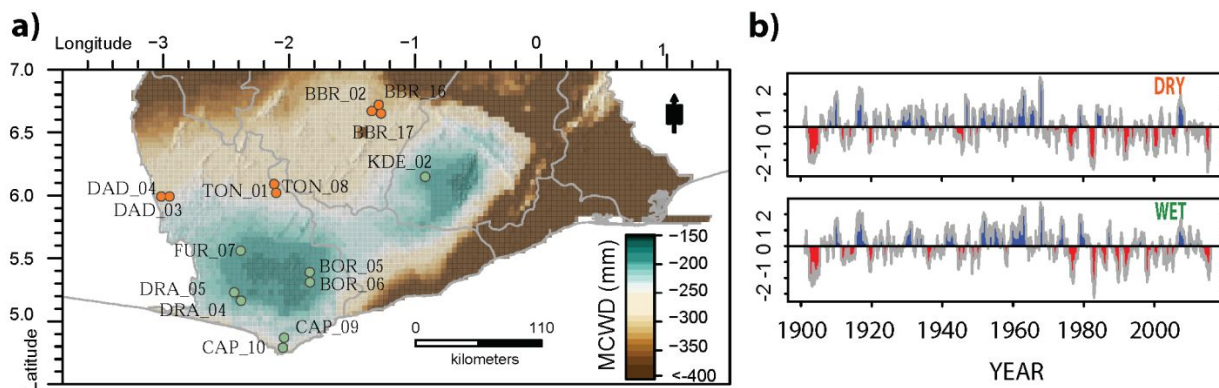 a)
Longitude
−3
−2
−1
0
1
7.0
6.5
6.0
5.5
5.0
Latitude
BBR_02
BBR_16
BBR_17
KDE_02
DAD_04
DAD_03
TON_01
TON_08
FUR_07
BOR_05
BOR_06
DRA_05
DRA_04
CAP_09
CAP_10
0
110
kilometers
MCWD (mm)
−150
−200
−250
−300
−350
<-400
b)
DRY
-2 -1 0 1 2
WET
-2 -1 0 1 2
1900 1920 1940 1960 1980 2000
YEAR